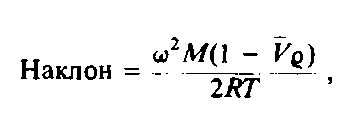 Наклон = ω²M(1 − V̄ϱ) / 2RT,